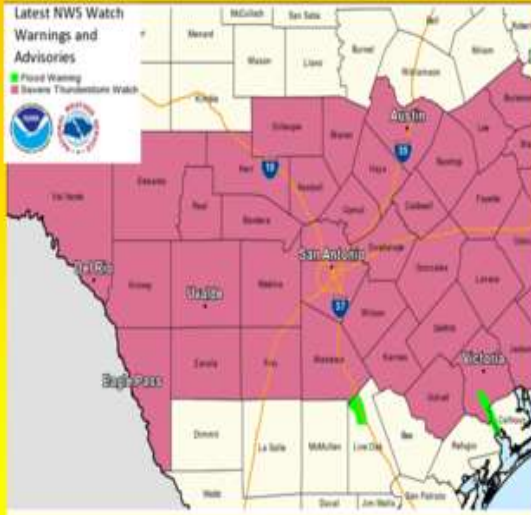 Latest NWS Watch
Warnings and
Advisories
Flood Warning
Severe Thunderstorm Watch
McCulloch
San Saba
Bell
Menard
Mason
Llano
Burnet
Williamson
Milam
Kimble
Gillespie
Blanco
Austin
Lee
35
Hays
Bastrop
10
Kerr
Kendall
Edwards
Val Verde
Real
Bandera
Comal
Caldwell
Fayette
San Antonio
Guadalupe
Del Rio
Kinney
Uvalde
Medina
Gonzales
Lavaca
37
Wilson
DeWitt
Karnes
Victoria
Eagle Pass
Zavala
Frio
Atascosa
Goliad
Calhoun
Dimmit
La Salle
McMullen
Live Oak
Bee
Refugio
Webb
Duval
Jim Wells
San Patricio